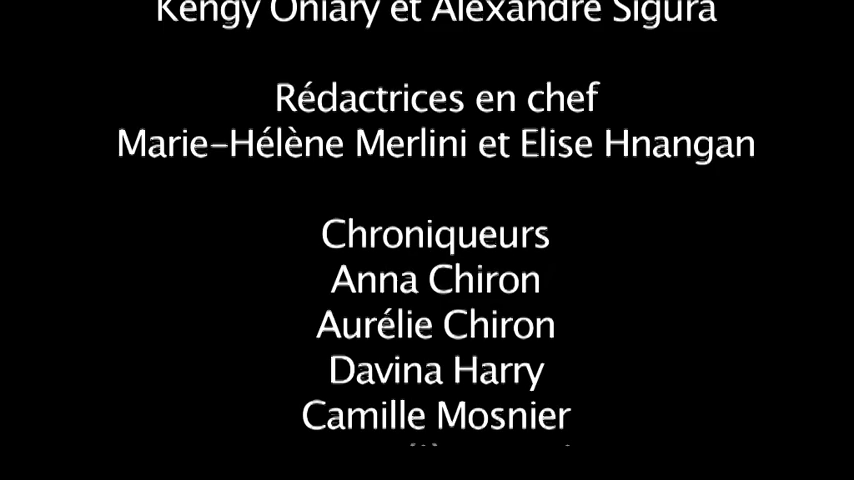 Kengy Oniary et Alexandre Sigura
Rédactrices en chef
Marie-Hélène Merlini et Elise Hnangan
Chroniqueurs
Anna Chiron
Aurélie Chiron
Davina Harry
Camille Mosnier